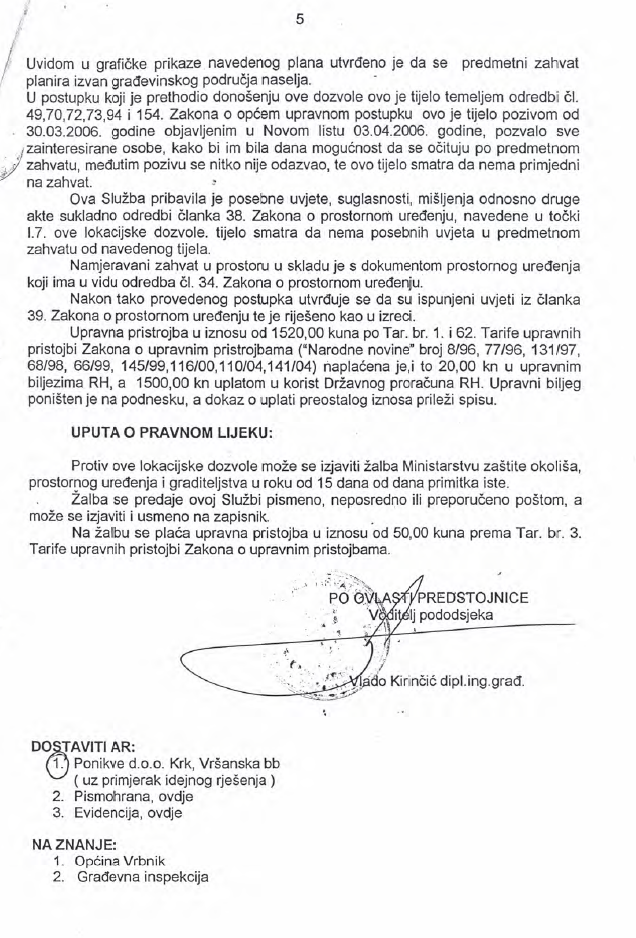 5
Uvidom u grafičke prikaze navedenog plana utvrđeno je da se predmetni zahvat
planira izvan građevinskog područja naselja.
U postupku koji je prethodio donošenju ove dozvole ovo je tijelo temeljem odredbi čl.
49,70,72,73,94 i 154. Zakona o općem upravnom postupku ovo je tijelo pozivom od
30.03.2006. godine objavljenim u Novom listu 03.04.2006. godine, pozvalo sve
zainteresirane osobe, kako bi im bila dana mogućnost da se očituju po predmetnom
zahvatu, međutim pozivu se nitko nije odazvao, te ovo tijelo smatra da nema primjedni
na zahvat.
Ova Služba pribavila je posebne uvjete, suglasnosti, mišljenja odnosno druge
akte sukladno odredbi članka 38. Zakona o prostornom uređenju, navedene u točki
I.7. ove lokacijske dozvole. tijelo smatra da nema posebnih uvjeta u predmetnom
zahvatu od navedenog tijela.
Namjeravani zahvat u prostoru u skladu je s dokumentom prostornog uređenja
koji ima u vidu odredba čl. 34. Zakona o prostornom uređenju.
Nakon tako provedenog postupka utvrđuje se da su ispunjeni uvjeti iz članka
39. Zakona o prostornom uređenju te je riješeno kao u izreci.
Upravna pristrojba u iznosu od 1520,00 kuna po Tar. br. 1. i 62. Tarife upravnih
pristojbi Zakona o upravnim pristrojbama ("Narodne novine" broj 8/96, 77/96, 131/97,
68/98, 66/99, 145/99,116/00,110/04,141/04) naplaćena je,i to 20,00 kn u upravnim
biljezima RH, a 1500,00 kn uplatom u korist Državnog proračuna RH. Upravni biljeg
poništen je na podnesku, a dokaz o uplati preostalog iznosa prileži spisu.
UPUTA O PRAVNOM LIJEKU:
Protiv ove lokacijske dozvole može se izjaviti žalba Ministarstvu zaštite okoliša,
prostornog uređenja i graditeljstva u roku od 15 dana od dana primitka iste.
Žalba se predaje ovoj Službi pismeno, neposredno ili preporučeno poštom, a
može se izjaviti i usmeno na zapisnik.
Na žalbu se plaća upravna pristojba u iznosu od 50,00 kuna prema Tar. br. 3.
Tarife upravnih pristojbi Zakona o upravnim pristojbama.
PO OVLASTI PREDSTOJNICE
Voditelj pododsjeka
Vlado Kirinčić dipl.ing.građ.
DOSTAVITI AR:
1. Ponikve d.o.o. Krk, Vršanska bb
( uz primjerak idejnog rješenja )
2. Pismohrana, ovdje
3. Evidencija, ovdje
NA ZNANJE:
1. Općina Vrbnik
2. Građevna inspekcija